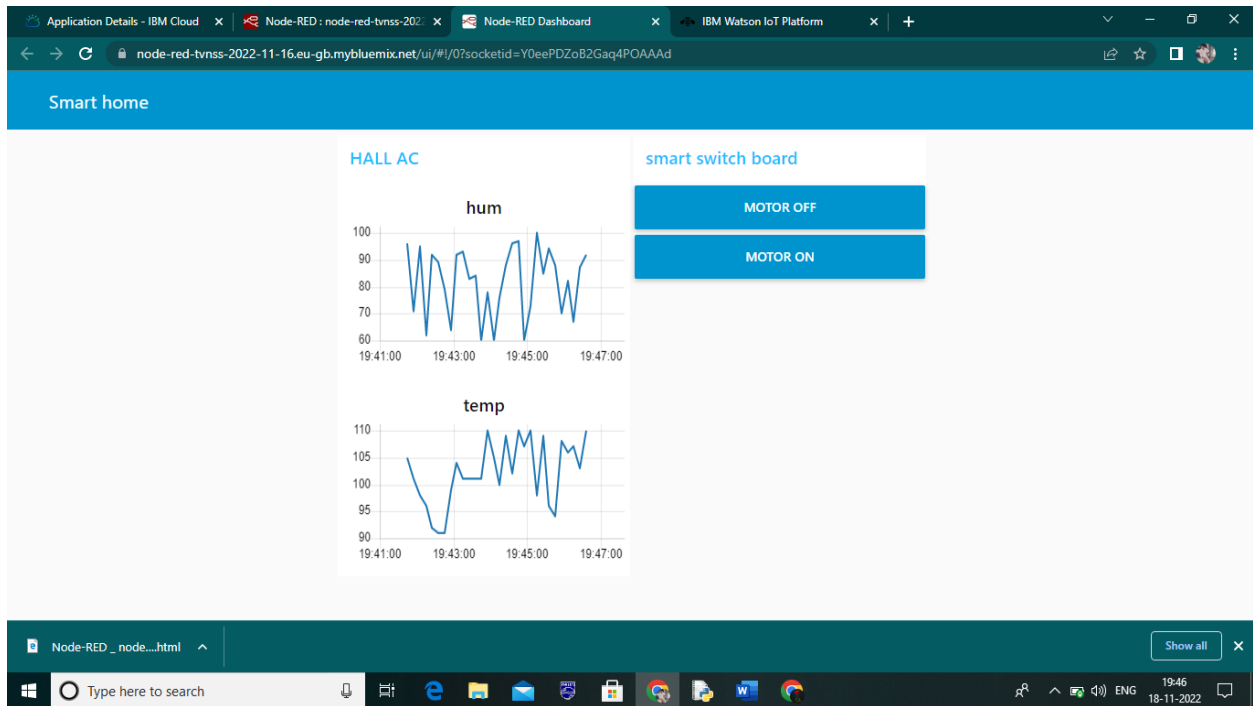 Application Details - IBM Cloud
Node-RED : node-red-tvnss-202
Node-RED Dashboard
IBM Watson IoT Platform
node-red-tvnss-2022-11-16.eu-gb.mybluemix.net/ui/#!/0?socketid=Y0eePDZoB2Gaq4POAAAd
Smart home
HALL AC
hum
100
90
80
70
60
19:41:00 19:43:00 19:45:00 19:47:00
temp
110
105
100
95
90
19:41:00 19:43:00 19:45:00 19:47:00
smart switch board
MOTOR OFF
MOTOR ON
Node-RED _ node....html
Show all
Type here to search
ENG
19:46
18-11-2022